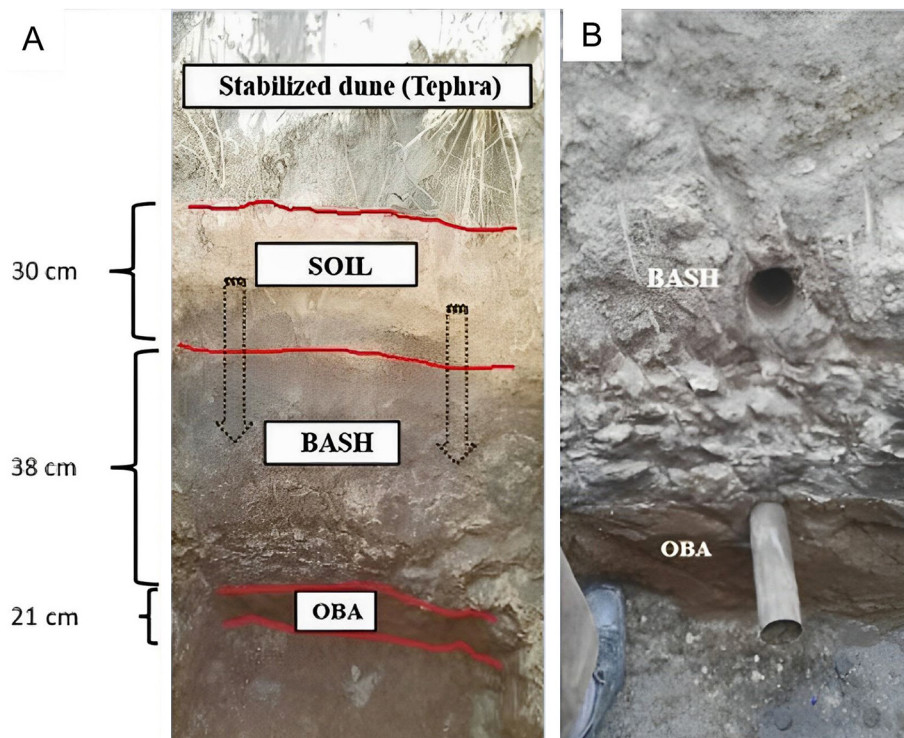 A
Stabilized dune (Tephra)
30 cm
SOIL
38 cm
BASH
21 cm
OBA
B
BASH
OBA